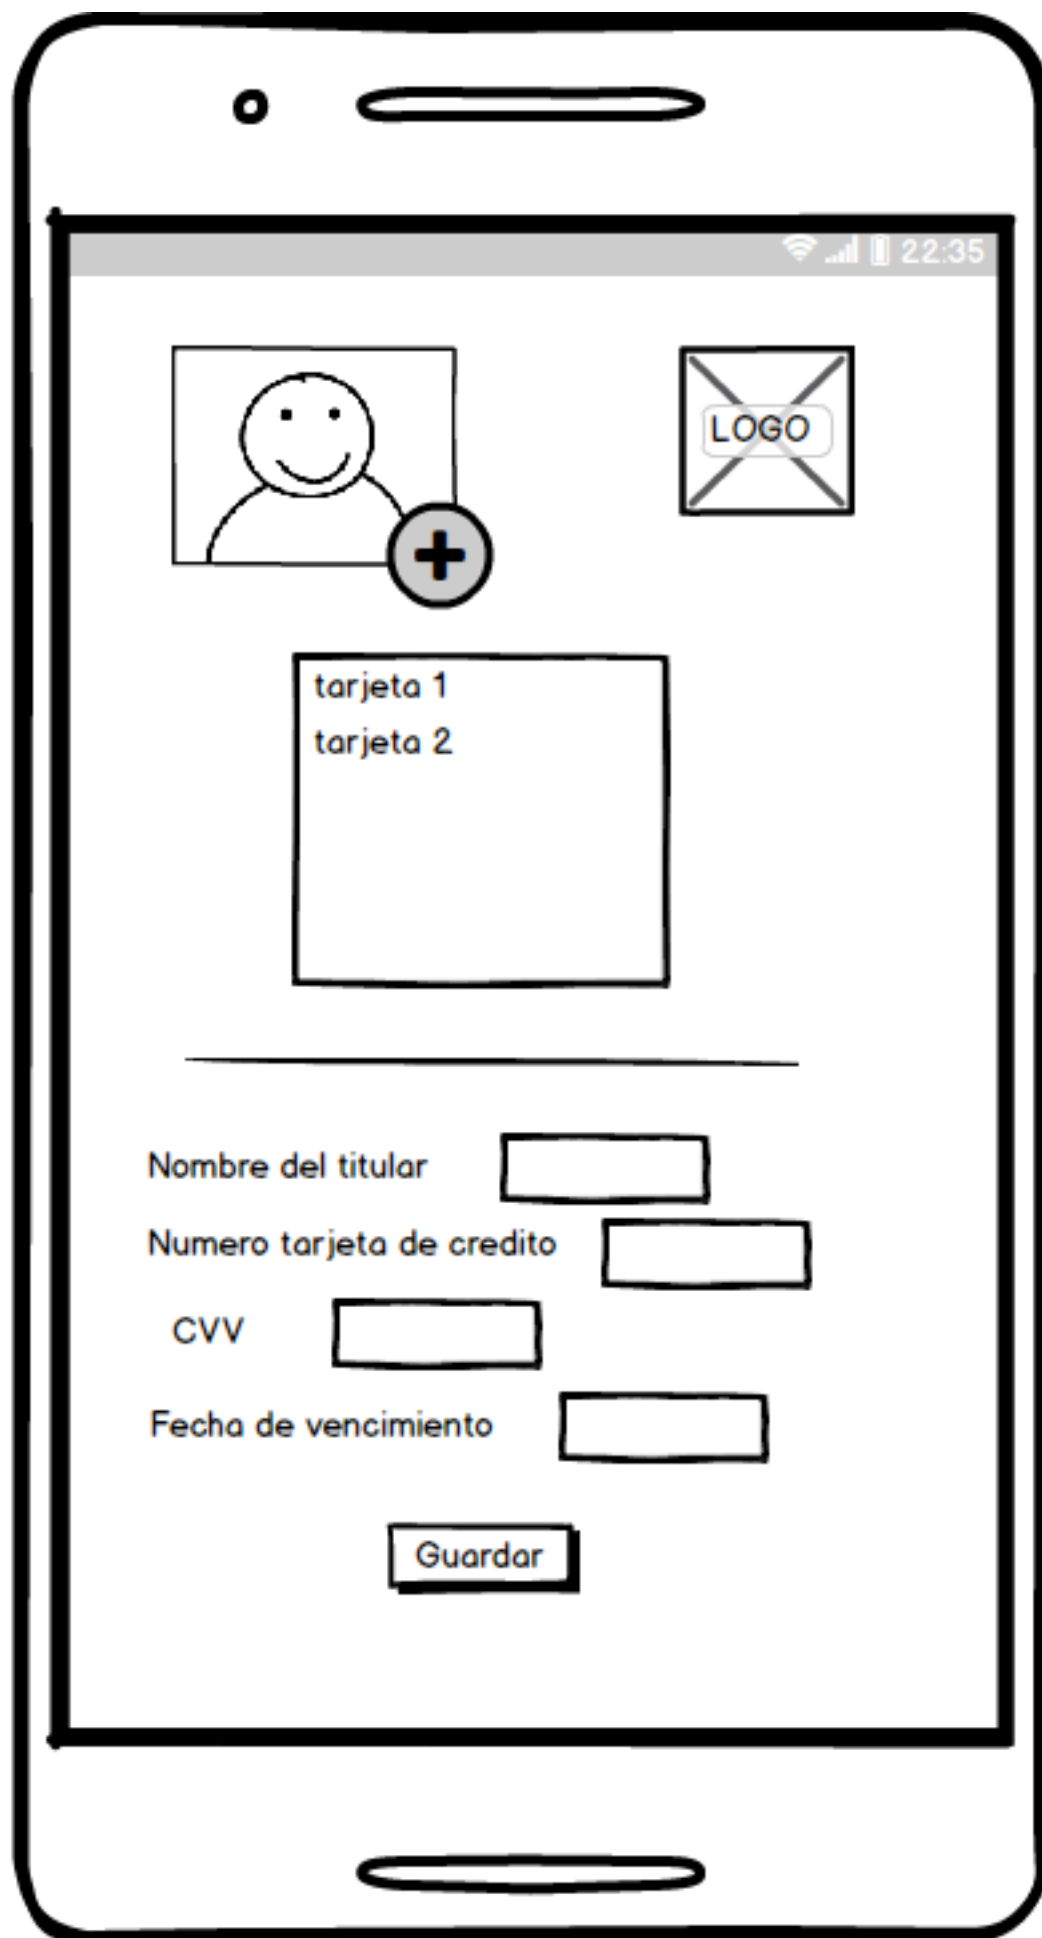 22:35
LOGO
tarjeta 1
tarjeta 2
Nombre del titular
Numero tarjeta de credito
CVV
Fecha de vencimiento
Guardar